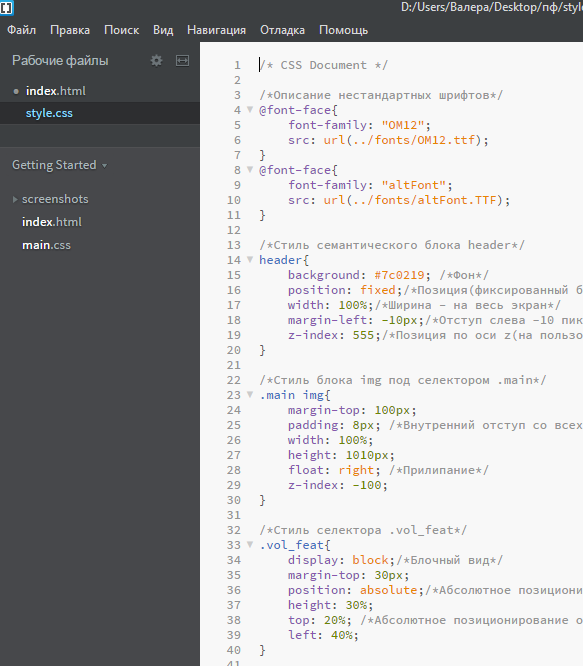 D:/Users/Валера/Desktop/пф/style
Файл Правка Поиск Вид Навигация Отладка Помощь
Рабочие файлы
index.html
style.css
Getting Started
screenshots
index.html
main.css
1 /* CSS Document */
2
3 /*Описание нестандартных шрифтов*/
4 @font-face{
5 font-family: "OM12";
6 src: url(../fonts/OM12.ttf);
7 }
8 @font-face{
9 font-family: "altFont";
10 src: url(../fonts/altFont.TTF);
11 }
12
13 /*Стиль семантического блока header*/
14 header{
15 background: #7c0219; /*Фон*/
16 position: fixed;/*Позиция(фиксированный б
17 width: 100%;/*Ширина - на весь экран*/
18 margin-left: -10px;/*Отступ слева -10 пик
19 z-index: 555;/*Позиция по оси z(на пользо
20 }
21
22 /*Стиль блока img под селектором .main*/
23 .main img{
24 margin-top: 100px;
25 padding: 8px; /*Внутренний отступ со всех
26 width: 100%;
27 height: 1010px;
28 float: right; /*Прилипание*/
29 z-index: -100;
30 }
31
32 /*Стиль селектора .vol_feat*/
33 .vol_feat{
34 display: block;/*Блочный вид*/
35 margin-top: 30px;
36 position: absolute;/*Абсолютное позициони
37 height: 30%;
38 top: 20%; /*Абсолютное позиционирование о
39 left: 40%;
40 }
41